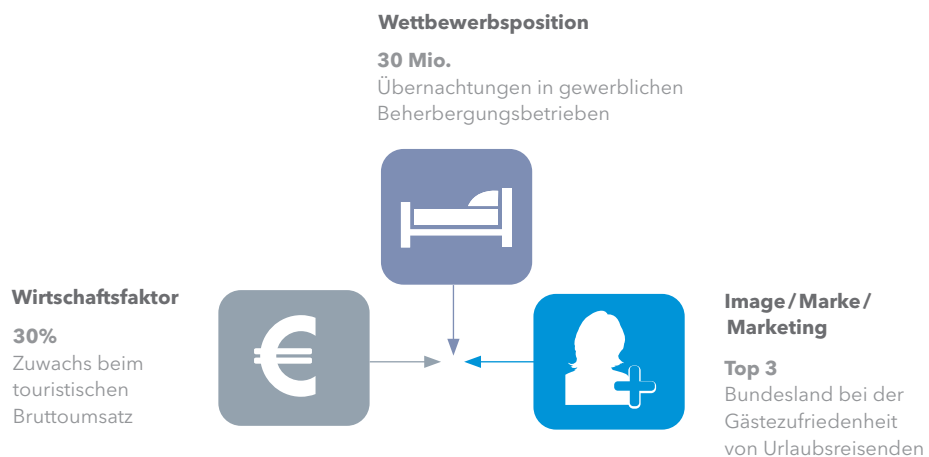 Wettbewerbsposition
30 Mio.
Übernachtungen in gewerblichen
Beherbergungsbetrieben
Wirtschaftsfaktor
30%
Zuwachs beim
touristischen
Bruttoumsatz
€
Image/Marke/
Marketing
Top 3
Bundesland bei der
Gästezufriedenheit
von Urlaubsreisenden